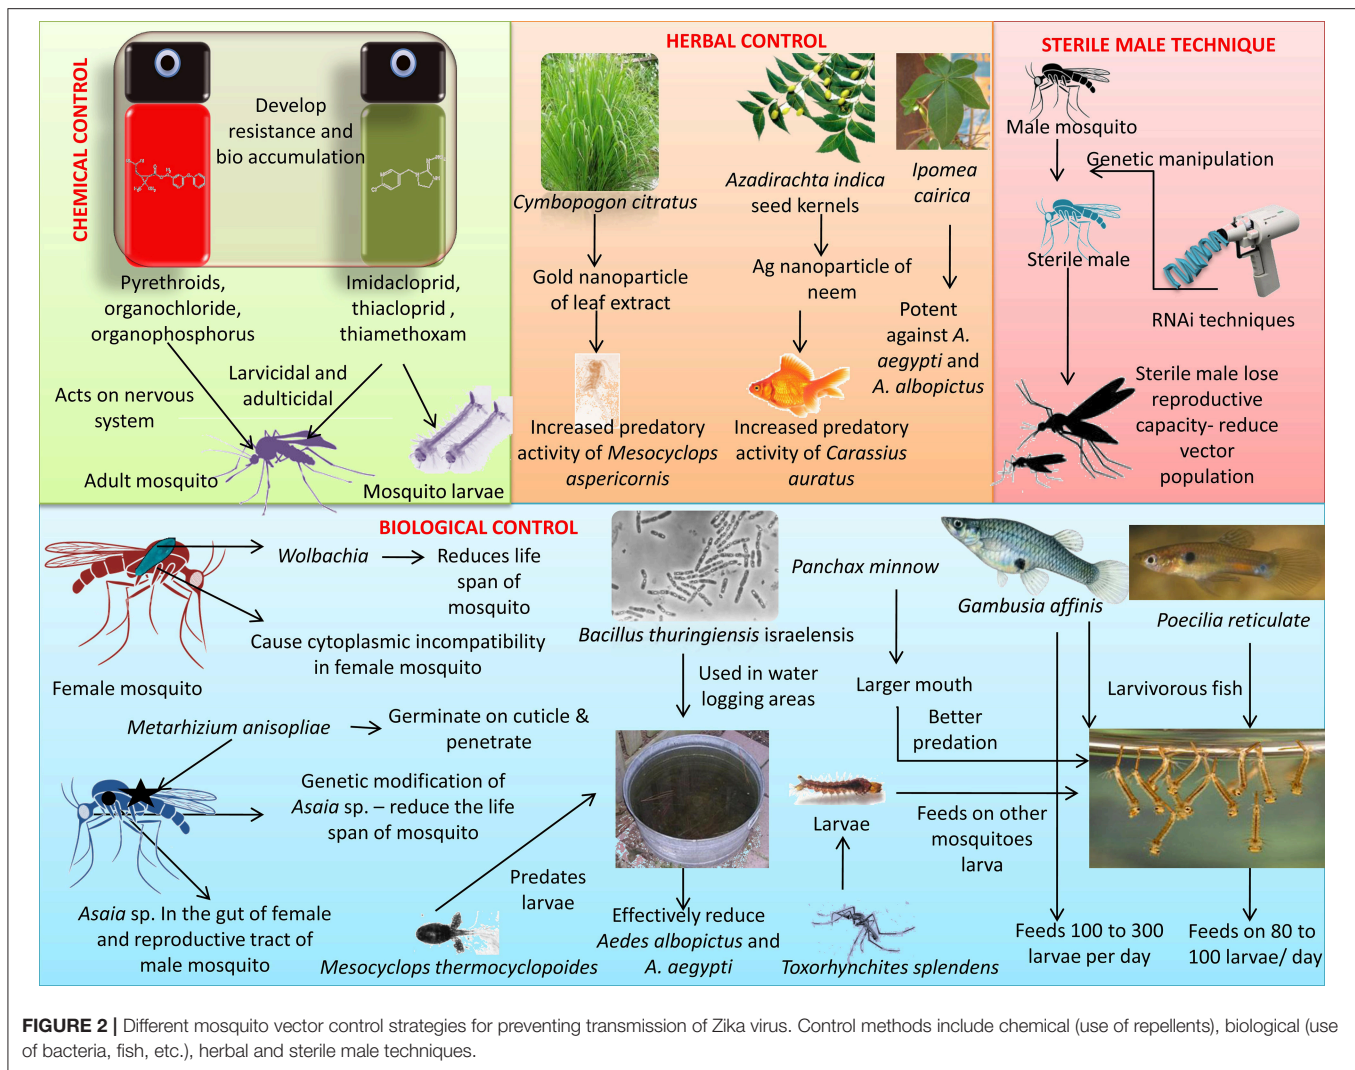 CHEMICAL CONTROL
Develop
resistance and
bio accumulation
Pyrethroids,
organochloride,
organophosphorus
Imidacloprid,
thiacloprid ,
thiamethoxam
Acts on nervous
system
Larvicidal and
adulticidal
Adult mosquito
Mosquito larvae
HERBAL CONTROL
Cymbopogon citratus
Gold nanoparticle
of leaf extract
Increased predatory
activity of Mesocyclops
aspericornis
Azadirachta indica
seed kernels
Ag nanoparticle of
neem
Increased predatory
activity of Carassius
auratus
Ipomea
cairica
Potent
against A.
aegypti and
A. albopictus
STERILE MALE TECHNIQUE
Male mosquito
Genetic manipulation
Sterile male
RNAi techniques
Sterile male lose
reproductive
capacity- reduce
vector
population
BIOLOGICAL CONTROL
Wolbachia
Reduces life
span of
mosquito
Cause cytoplasmic incompatibility
in female mosquito
Female mosquito
Metarhizium anisopliae
Germinate on cuticle &
penetrate
Genetic modification of
Asaia sp. – reduce the life
span of mosquito
Asaia sp. In the gut of female
and reproductive tract of
male mosquito
Bacillus thuringiensis israelensis
Used in water
logging areas
Predates
larvae
Mesocyclops thermocyclopoides
Effectively reduce
Aedes albopictus and
A. aegypti
Panchax minnow
Larger mouth
Better
predation
Larvae
Feeds on other
mosquitoes
larva
Toxorhynchites splendens
Gambusia affinis
Poecilia reticulate
Larvivorous fish
Feeds 100 to 300
larvae per day
Feeds on 80 to
100 larvae/ day
FIGURE 2 | Different mosquito vector control strategies for preventing transmission of Zika virus. Control methods include chemical (use of repellents), biological (use
of bacteria, fish, etc.), herbal and sterile male techniques.